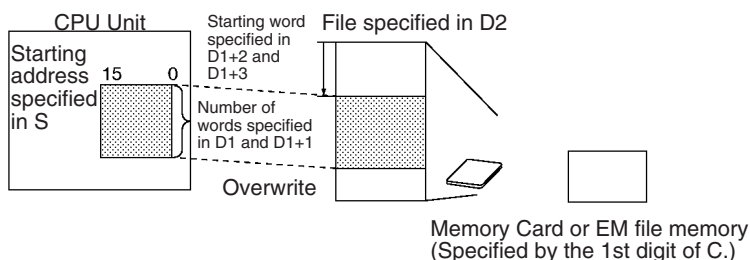 CPU Unit
Starting
address
specified
in S
15 0
Starting word
specified in
D1+2 and
D1+3
Number of
words specified
in D1 and D1+1
File specified in D2
Overwrite
Memory Card or EM file memory
(Specified by the 1st digit of C.)